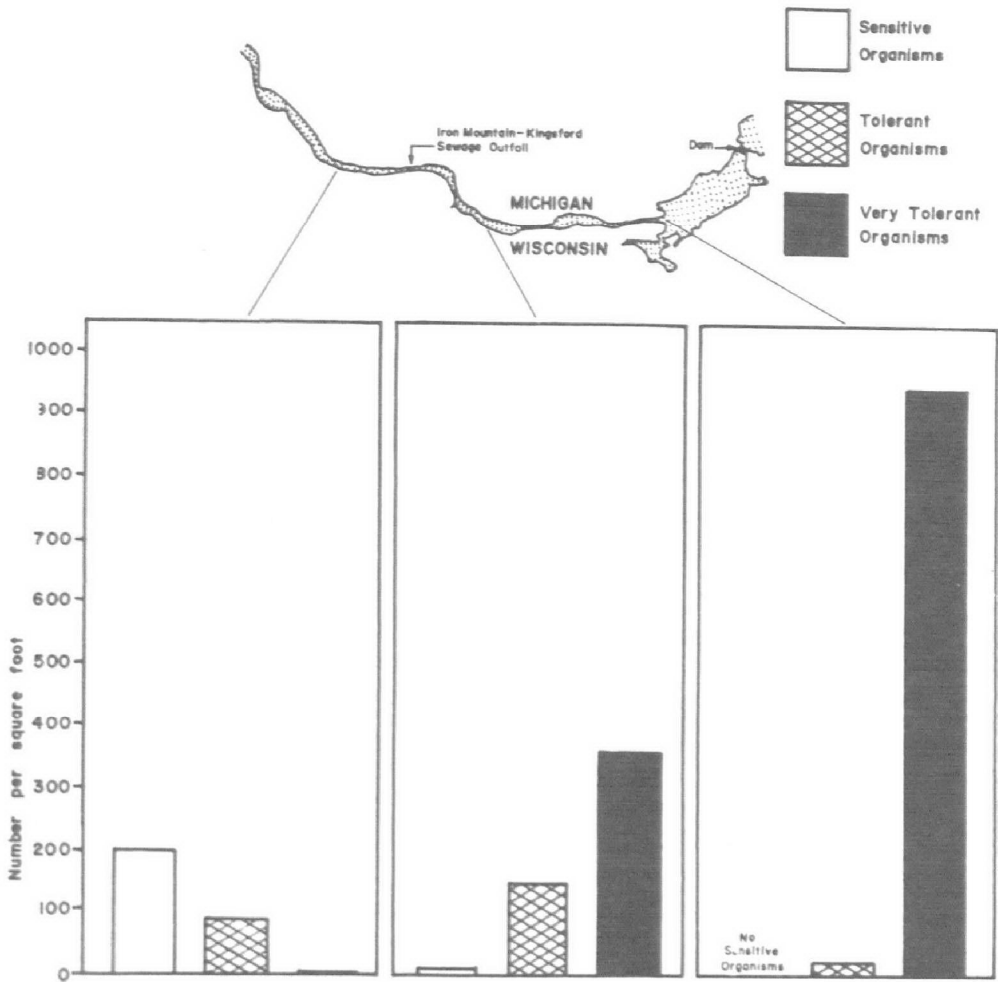 Sensitive
Organisms
Tolerant
Organisms
Very Tolerant
Organisms
Iron Mountain-Kingsford
Sewage Outfall
Dam
MICHIGAN
WISCONSIN
Number per square foot
1000
900
800
700
600
500
400
300
200
100
0
No
Sensitive
Organisms